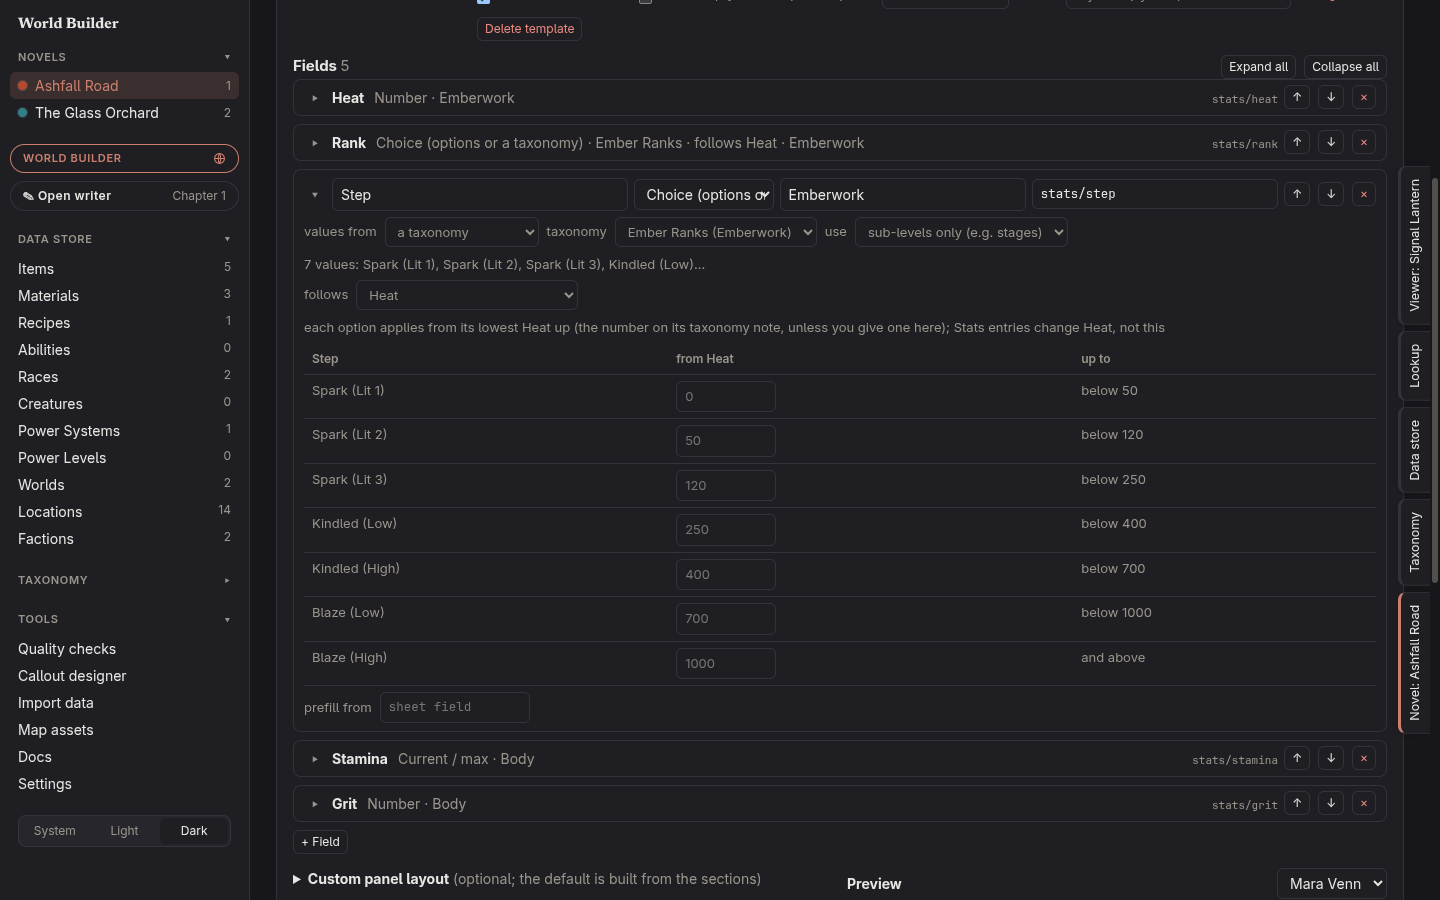 World Builder
NOVELS
Ashfall Road 1
The Glass Orchard 2
WORLD BUILDER
Open writer Chapter 1
DATA STORE
Items 5
Materials 3
Recipes 1
Abilities 0
Races 2
Creatures 0
Power Systems 1
Power Levels 0
Worlds 2
Locations 14
Factions 2
TAXONOMY
TOOLS
Quality checks
Callout designer
Import data
Map assets
Docs
Settings
System Light Dark
Delete template
Fields 5
Expand all Collapse all
Heat Number · Emberwork stats/heat ↑ ↓ ×
Rank Choice (options or a taxonomy) · Ember Ranks · follows Heat · Emberwork stats/rank ↑ ↓ ×
Step Choice (options or Emberwork stats/step ↑ ↓ ×
values from a taxonomy taxonomy Ember Ranks (Emberwork) use sub-levels only (e.g. stages)
7 values: Spark (Lit 1), Spark (Lit 2), Spark (Lit 3), Kindled (Low)...
follows Heat
each option applies from its lowest Heat up (the number on its taxonomy note, unless you give one here); Stats entries change Heat, not this
Step from Heat up to
Spark (Lit 1) 0 below 50
Spark (Lit 2) 50 below 120
Spark (Lit 3) 120 below 250
Kindled (Low) 250 below 400
Kindled (High) 400 below 700
Blaze (Low) 700 below 1000
Blaze (High) 1000 and above
prefill from sheet field
Stamina Current / max · Body stats/stamina ↑ ↓ ×
Grit Number · Body stats/grit ↑ ↓ ×
+ Field
Custom panel layout (optional; the default is built from the sections)
Preview Mara Venn
Viewer: Signal Lantern
Lookup
Data store
Taxonomy
Novel: Ashfall Road